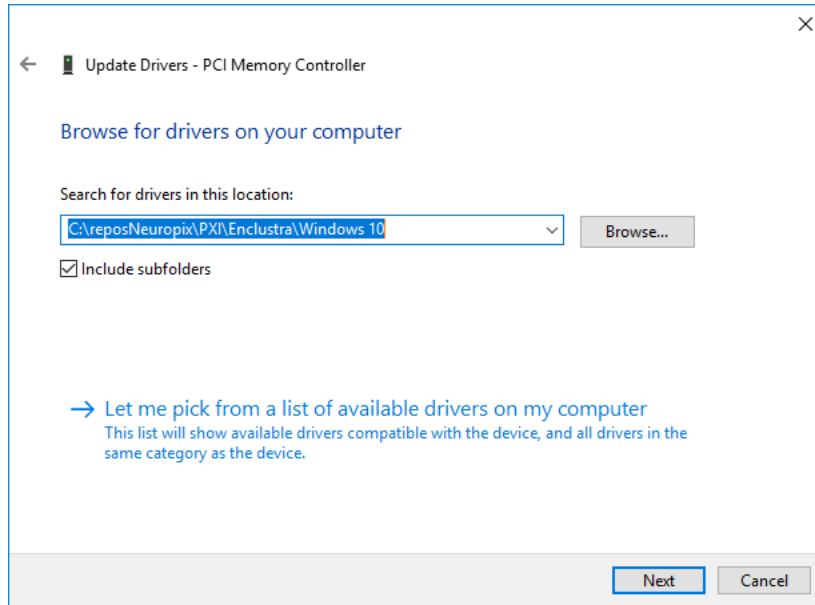 Update Drivers - PCI Memory Controller
Browse for drivers on your computer
Search for drivers in this location:
C:\reposNeuropix\PXI\Enclustra\Windows 10
Browse...
Include subfolders
Let me pick from a list of available drivers on my computer
This list will show available drivers compatible with the device, and all drivers in the
same category as the device.
Next
Cancel